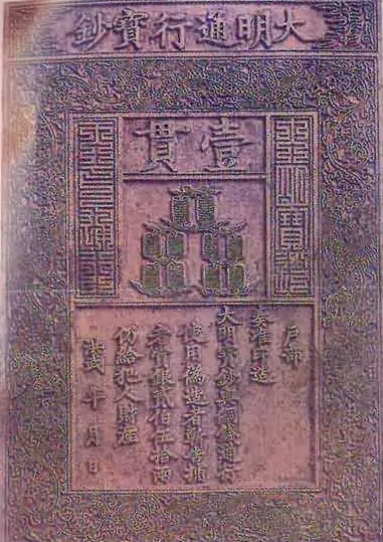 大明通行寶鈔
壹貫
大明寶鈔
天下通行
戶部
奏准印造
大明寶鈔與銅錢通行
使用偽造者斬告捕
者賞銀貳佰伍拾兩
仍給犯人財產
洪武 年 月 日